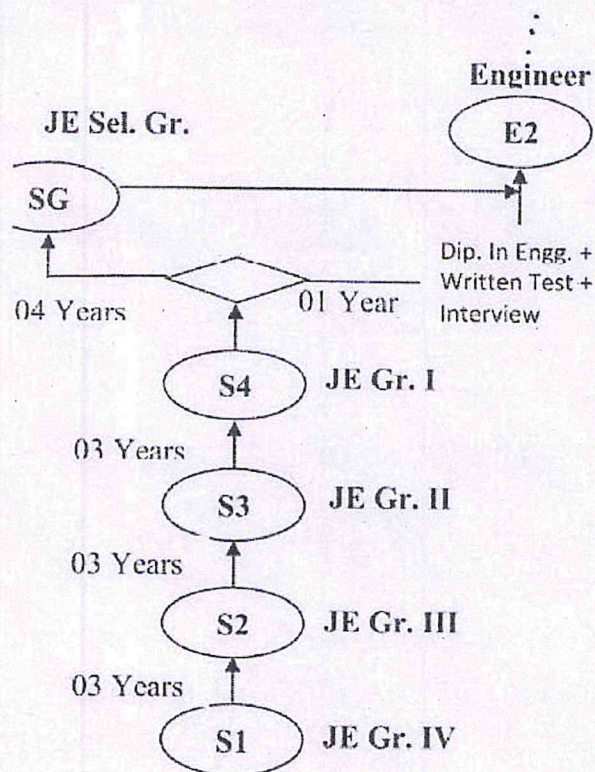 Engineer
JE Sel. Gr.
E2
SG
Dip. In Engg. +
04 Years
01 Year
Written Test +
Interview
S4
JE Gr. I
03 Years
S3
JE Gr. II
03 Years
S2
JE Gr. III
03 Years
S1
JE Gr. IV